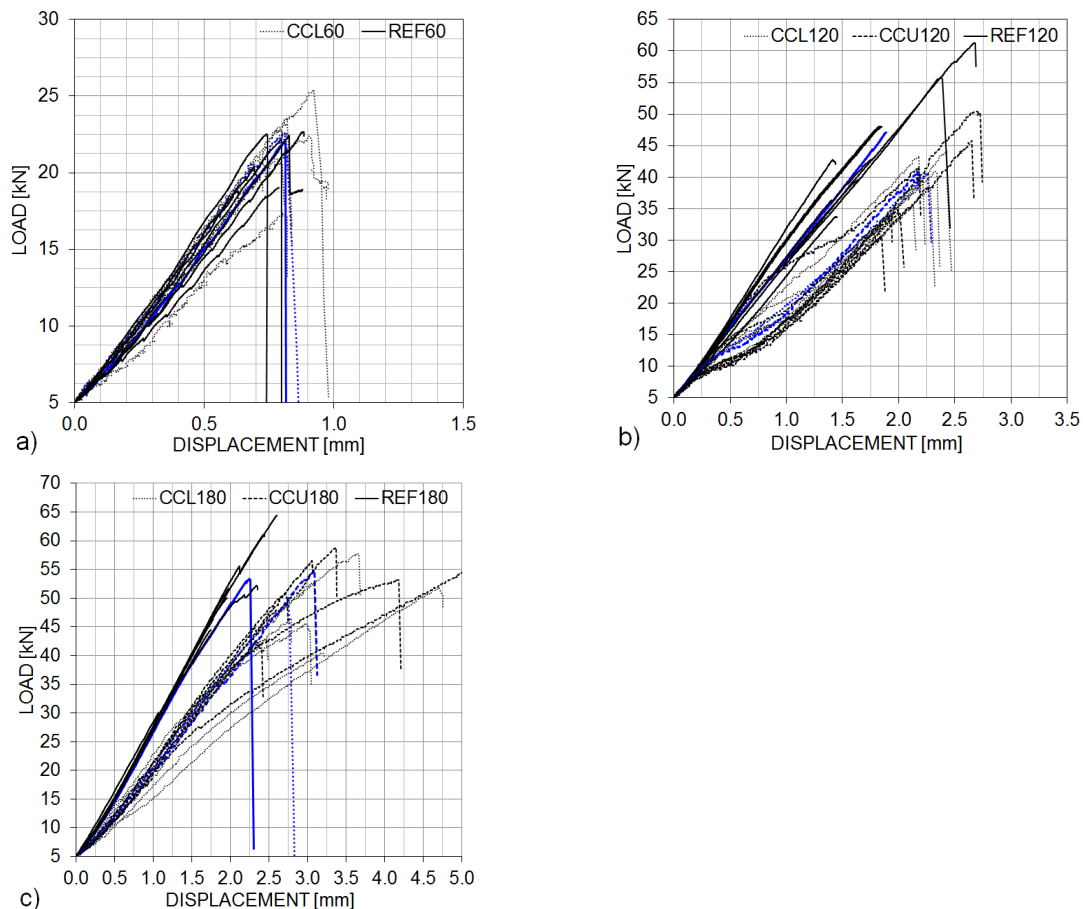 30
25
20
15
10
5
LOAD [kN]
CCL60 REF60
0.0 0.5 1.0 1.5
DISPLACEMENT [mm]
a)
65
60
55
50
45
40
35
30
25
20
15
10
5
LOAD [kN]
CCL120 CCU120 REF120
0.0 0.5 1.0 1.5 2.0 2.5 3.0 3.5
DISPLACEMENT [mm]
b)
70
65
60
55
50
45
40
35
30
25
20
15
10
5
LOAD [kN]
CCL180 CCU180 REF180
0.0 0.5 1.0 1.5 2.0 2.5 3.0 3.5 4.0 4.5 5.0
DISPLACEMENT [mm]
c)